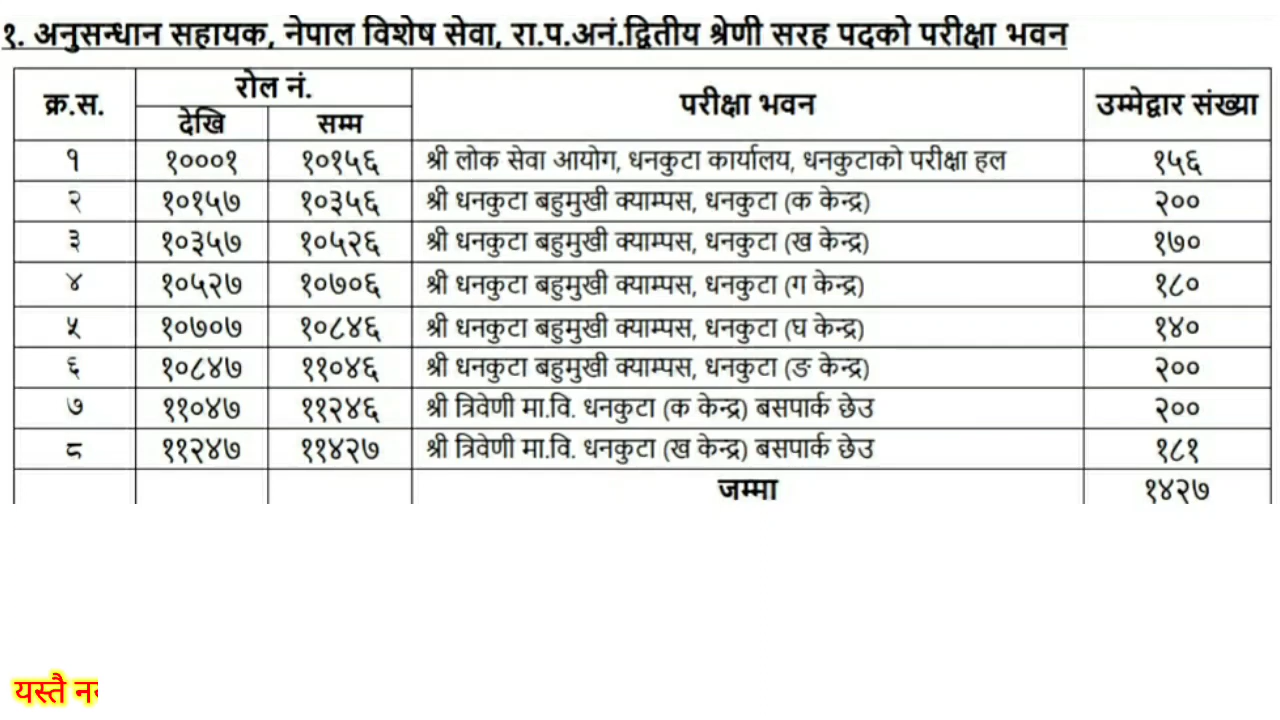 १. अनुसन्धान सहायक, नेपाल विशेष सेवा, रा.प.अनं.द्वितीय श्रेणी सरह पदको परीक्षा भवन
क्र.स. रोल नं. परीक्षा भवन उम्मेद्वार संख्या
देखि सम्म
१ १०००१ १०१५६ श्री लोक सेवा आयोग, धनकुटा कार्यालय, धनकुटाको परीक्षा हल १५६
२ १०१५७ १०३५६ श्री धनकुटा बहुमुखी क्याम्पस, धनकुटा (क केन्द्र) २००
३ १०३५७ १०५२६ श्री धनकुटा बहुमुखी क्याम्पस, धनकुटा (ख केन्द्र) १७०
४ १०५२७ १०७०६ श्री धनकुटा बहुमुखी क्याम्पस, धनकुटा (ग केन्द्र) १८०
५ १०७०७ १०८४६ श्री धनकुटा बहुमुखी क्याम्पस, धनकुटा (घ केन्द्र) १४०
६ १०८४७ ११०४६ श्री धनकुटा बहुमुखी क्याम्पस, धनकुटा (ङ केन्द्र) २००
७ ११०४७ ११२४६ श्री त्रिवेणी मा.वि. धनकुटा (क केन्द्र) बसपार्क छेउ २००
८ ११२४७ ११४२७ श्री त्रिवेणी मा.वि. धनकुटा (ख केन्द्र) बसपार्क छेउ १८१
जम्मा १४२७
यस्तै